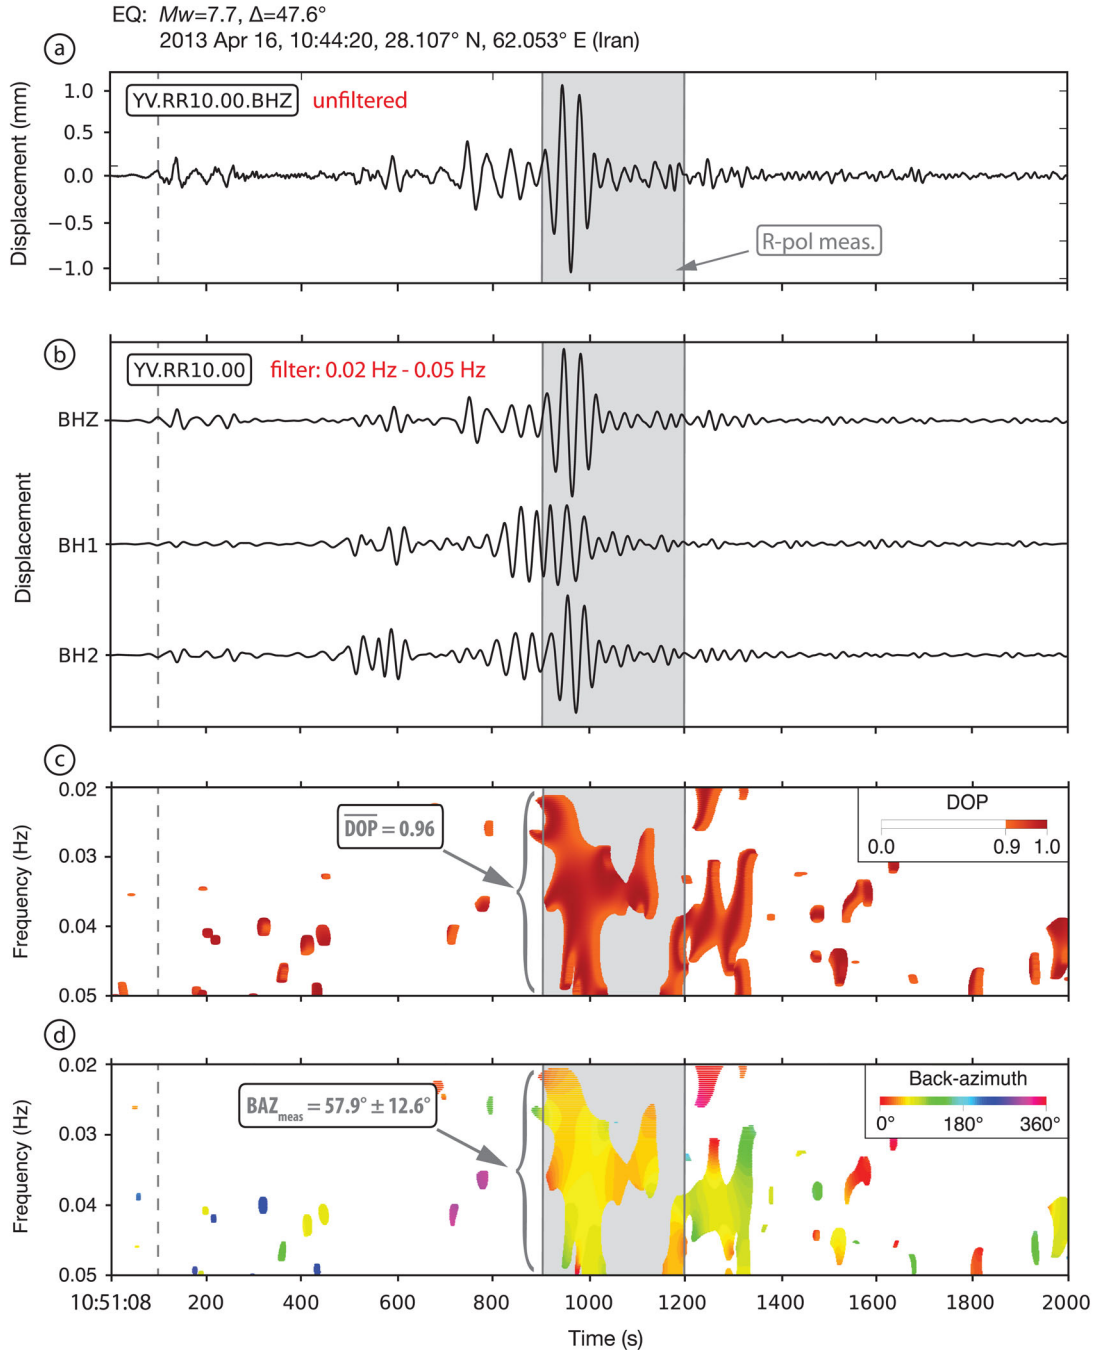 EQ: Mw=7.7, Δ=47.6°
2013 Apr 16, 10:44:20, 28.107° N, 62.053° E (Iran)
a
YV.RR10.00.BHZ unfiltered
Displacement (mm)
1.0
0.5
0.0
−0.5
−1.0
R-pol meas.
b
YV.RR10.00 filter: 0.02 Hz - 0.05 Hz
Displacement
BHZ
BH1
BH2
c
Frequency (Hz)
0.02
0.03
0.04
0.05
DOP = 0.96
DOP
0.0 0.9 1.0
d
Frequency (Hz)
0.02
0.03
0.04
0.05
BAZmeas = 57.9° ± 12.6°
Back-azimuth
0° 180° 360°
10:51:08 200 400 600 800 1000 1200 1400 1600 1800 2000
Time (s)